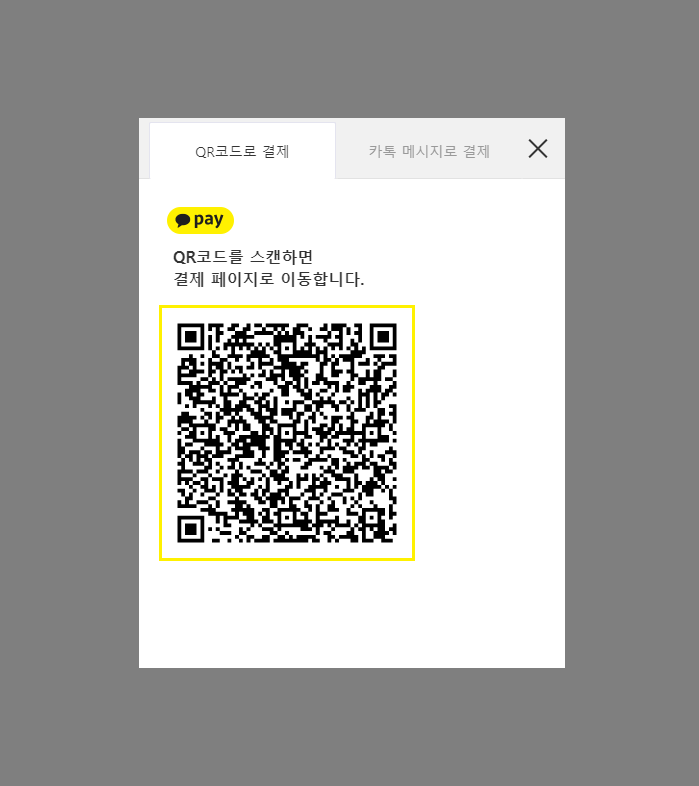 QR코드로 결제
카톡 메시지로 결제
pay
QR코드를 스캔하면
결제 페이지로 이동합니다.